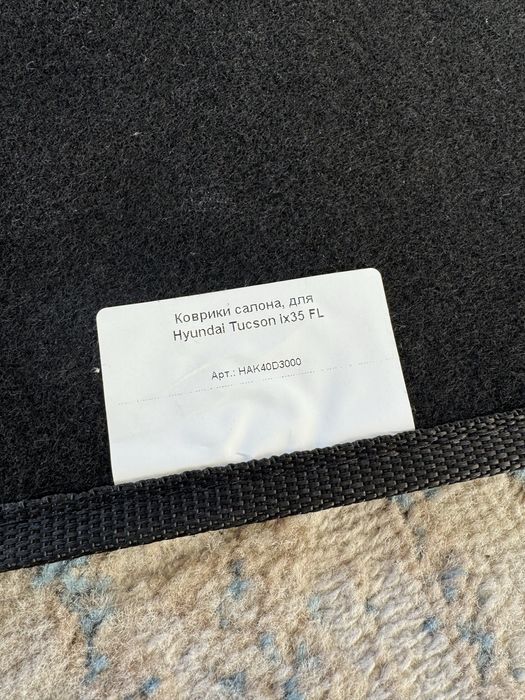 Коврики салона, для
Hyundai Tucson Ix35 FL
Арт.: HAK40D3000